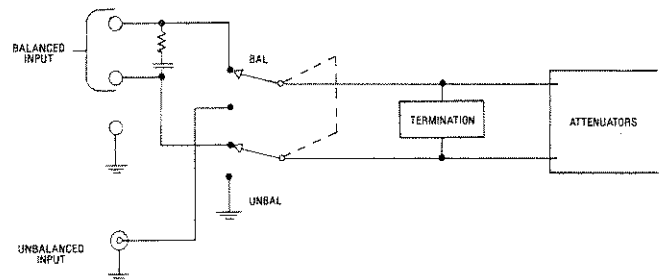 BALANCED
INPUT
BAL
TERMINATION
ATTENUATORS
UNBAL
UNBALANCED
INPUT